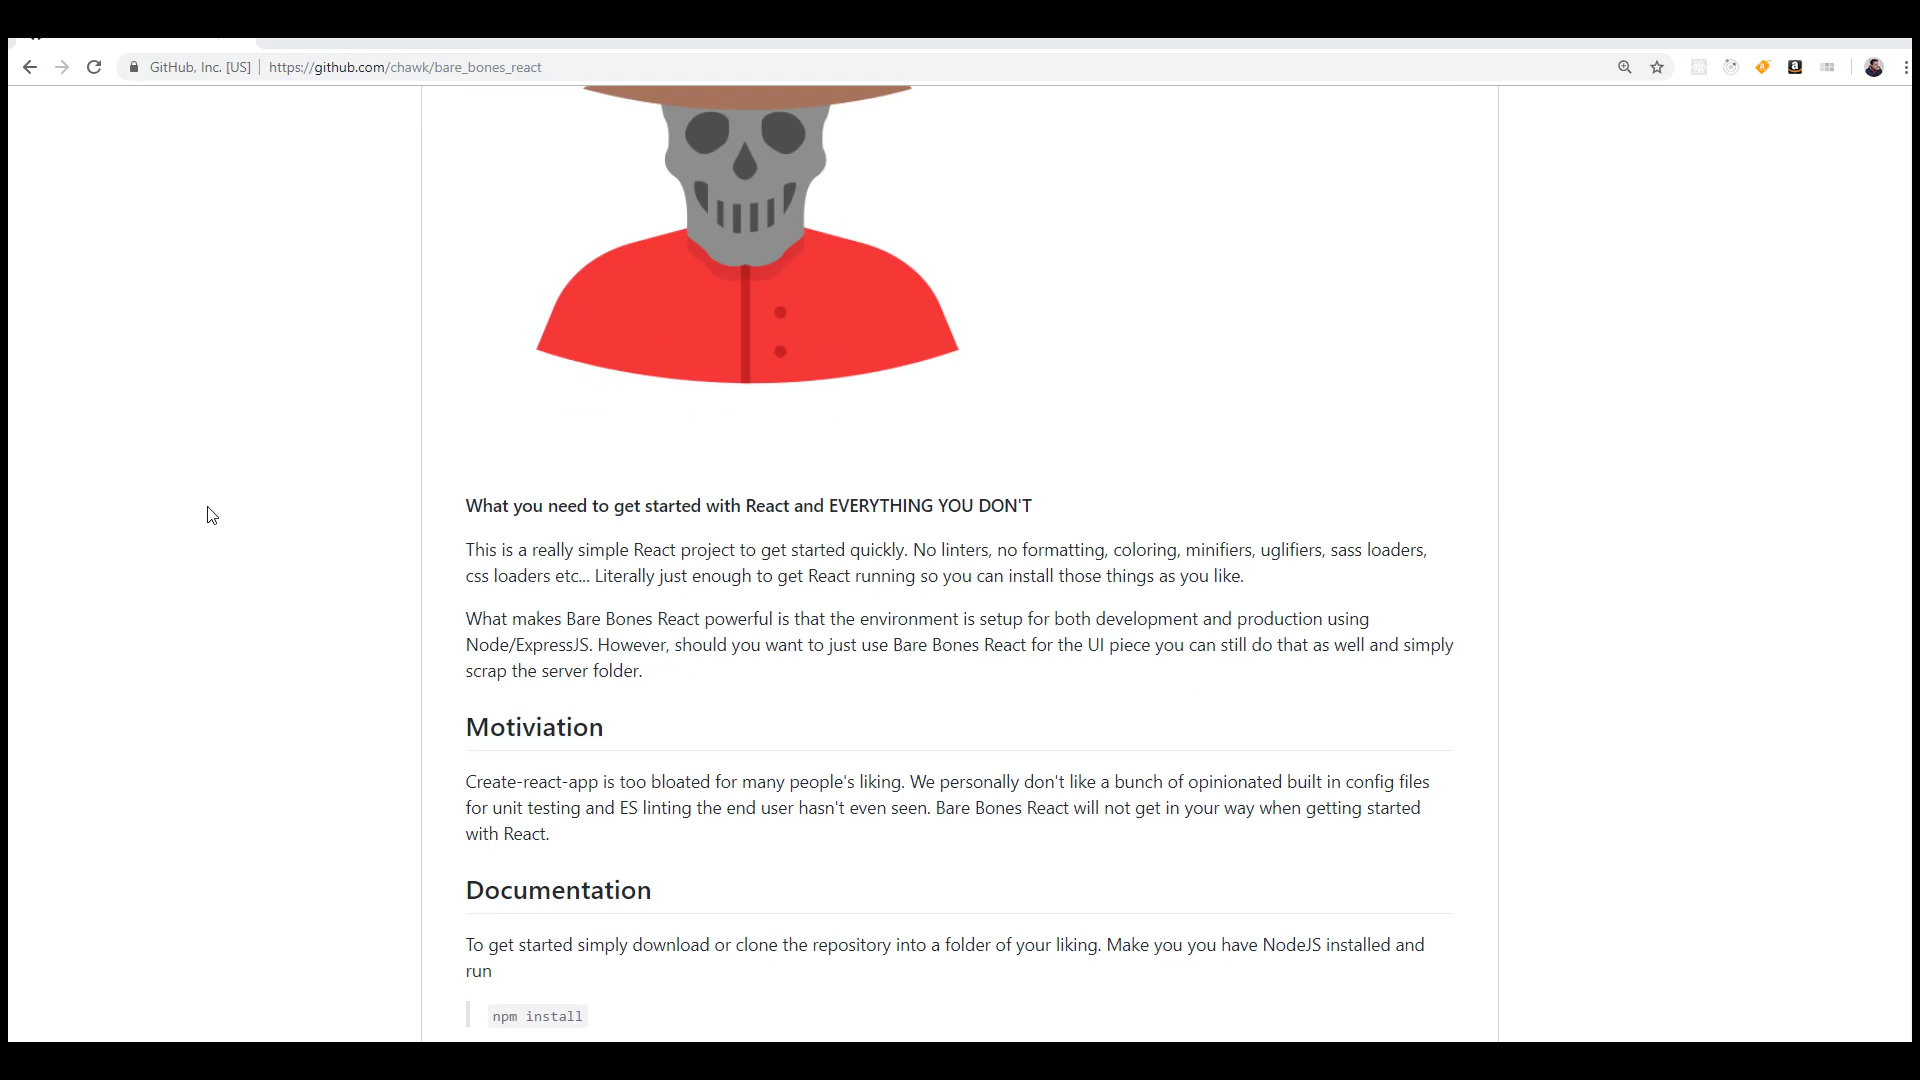 GitHub, Inc. [US] | https://github.com/chawk/bare_bones_react
What you need to get started with React and EVERYTHING YOU DON'T
This is a really simple React project to get started quickly. No linters, no formatting, coloring, minifiers, uglifiers, sass loaders,
css loaders etc... Literally just enough to get React running so you can install those things as you like.
What makes Bare Bones React powerful is that the environment is setup for both development and production using
Node/ExpressJS. However, should you want to just use Bare Bones React for the UI piece you can still do that as well and simply
scrap the server folder.
Motiviation
Create-react-app is too bloated for many people's liking. We personally don't like a bunch of opinionated built in config files
for unit testing and ES linting the end user hasn't even seen. Bare Bones React will not get in your way when getting started
with React.
Documentation
To get started simply download or clone the repository into a folder of your liking. Make you you have NodeJS installed and
run
npm install